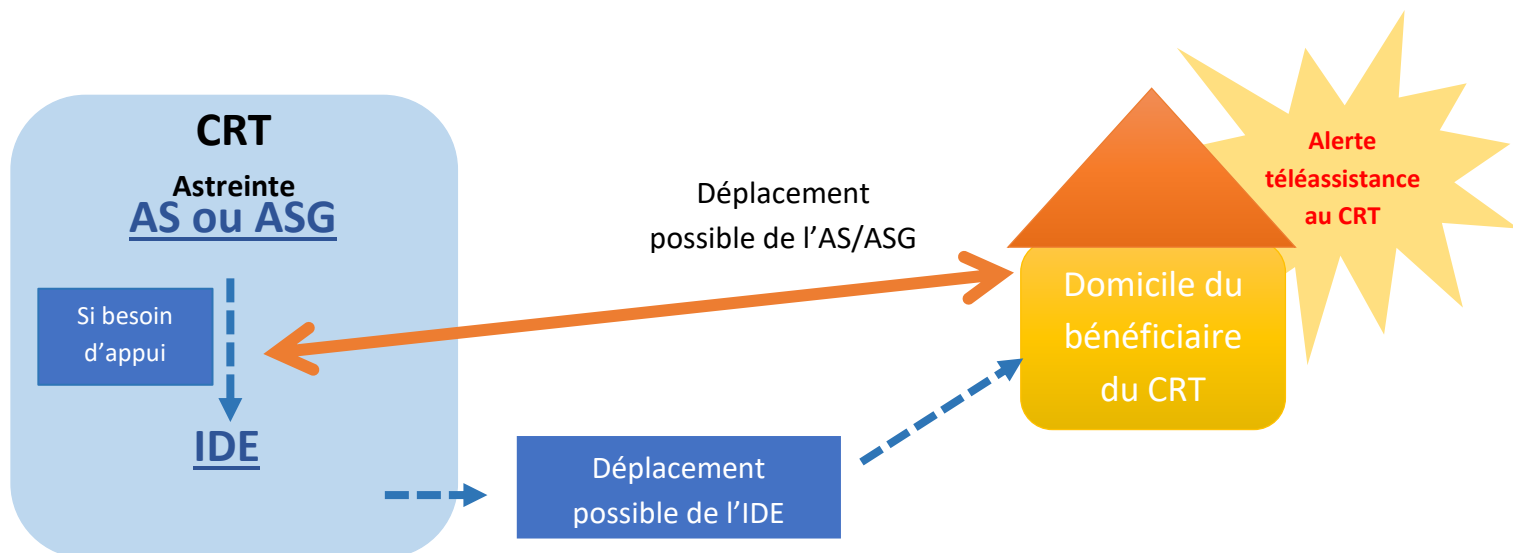 CRT
Astreinte
AS ou ASG
Si besoin
d’appui
IDE
Déplacement
possible de l’AS/ASG
Déplacement
possible de l’IDE
Domicile du
bénéficiaire
du CRT
Alerte
téléassistance
au CRT